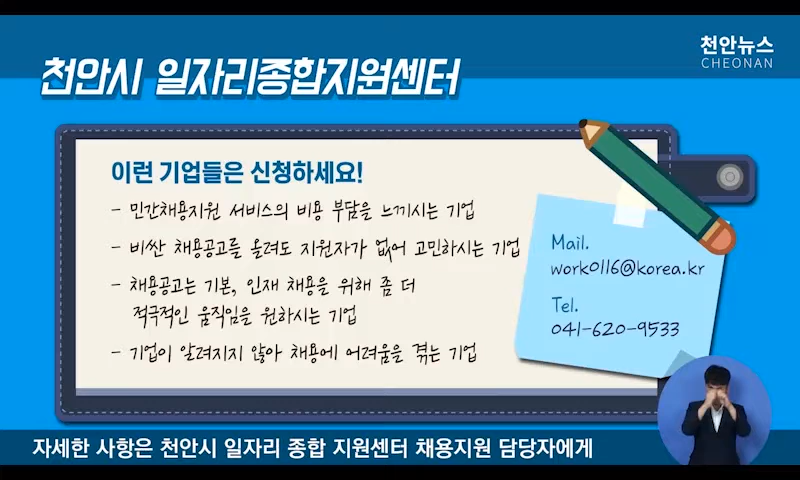 천안뉴스
CHEONAN
천안시 일자리종합지원센터
이런 기업들은 신청하세요!
- 민간채용지원 서비스의 비용 부담을 느끼시는 기업
- 비싼 채용공고를 올려도 지원자가 없어 고민하시는 기업
- 채용공고는 기본, 인재 채용을 위해 좀 더
적극적인 움직임을 원하시는 기업
- 기업이 알려지지 않아 채용에 어려움을 겪는 기업
Mail.
work0116@korea.kr
Tel.
041-620-9533
자세한 사항은 천안시 일자리 종합 지원센터 채용지원 담당자에게